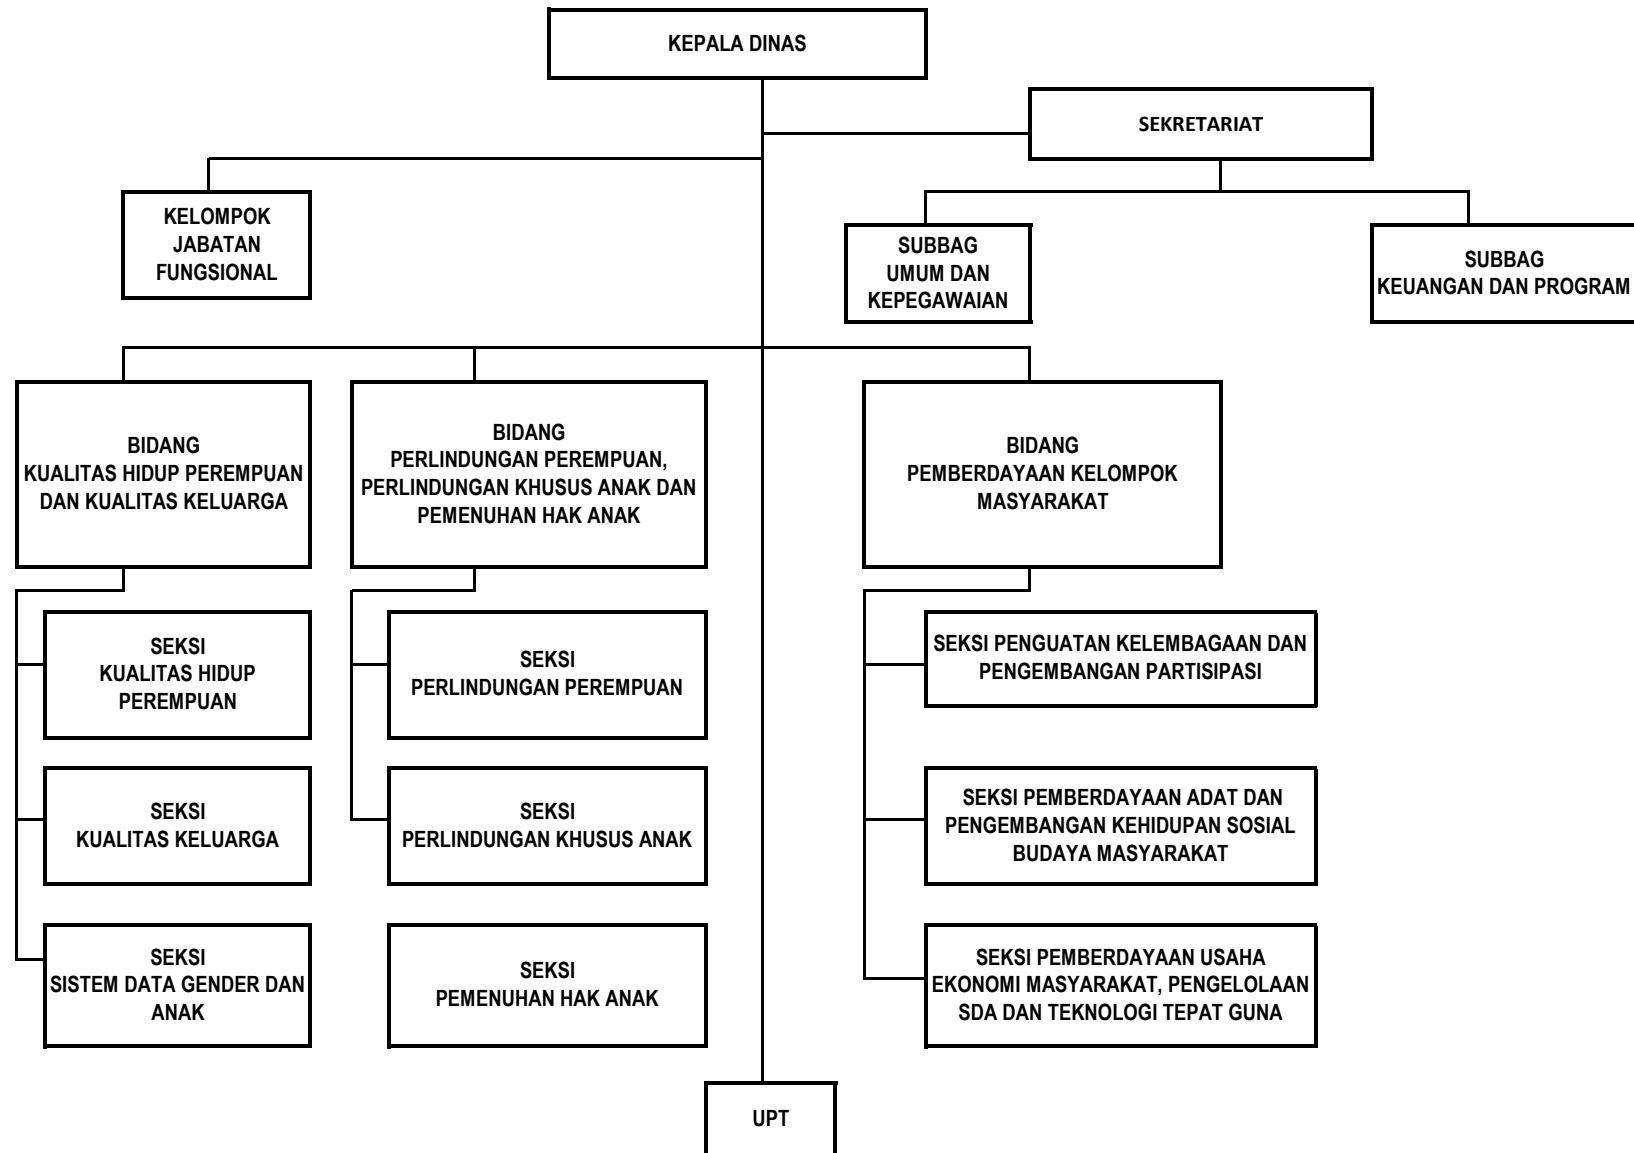 KEPALA DINAS
SEKRETARIAT
KELOMPOK
JABATAN
FUNGSIONAL
SUBBAG
UMUM DAN
KEPEGAWAIAN
SUBBAG
KEUANGAN DAN PROGRAM
BIDANG
KUALITAS HIDUP PEREMPUAN
DAN KUALITAS KELUARGA
BIDANG
PERLINDUNGAN PEREMPUAN,
PERLINDUNGAN KHUSUS ANAK DAN
PEMENUHAN HAK ANAK
BIDANG
PEMBERDAYAAN KELOMPOK
MASYARAKAT
SEKSI
KUALITAS HIDUP
PEREMPUAN
SEKSI
PERLINDUNGAN PEREMPUAN
SEKSI PENGUATAN KELEMBAGAAN DAN
PENGEMBANGAN PARTISIPASI
SEKSI
KUALITAS KELUARGA
SEKSI
PERLINDUNGAN KHUSUS ANAK
SEKSI PEMBERDAYAAN ADAT DAN
PENGEMBANGAN KEHIDUPAN SOSIAL
BUDAYA MASYARAKAT
SEKSI
SISTEM DATA GENDER DAN
ANAK
SEKSI
PEMENUHAN HAK ANAK
SEKSI PEMBERDAYAAN USAHA
EKONOMI MASYARAKAT, PENGELOLAAN
SDA DAN TEKNOLOGI TEPAT GUNA
UPT